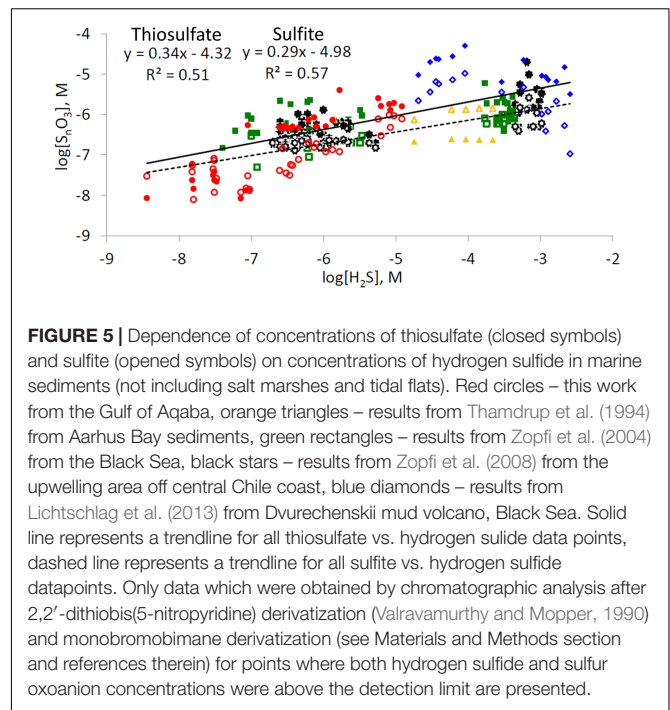 Thiosulfate Sulfite
y = 0.34x - 4.32 y = 0.29x - 4.98
R² = 0.51 R² = 0.57
-4
-5
-6
-7
-8
-9
log[SnO3], M
-9 -8 -7 -6 -5 -4 -3 -2
log[H2S], M
FIGURE 5 | Dependence of concentrations of thiosulfate (closed symbols)
and sulfite (opened symbols) on concentrations of hydrogen sulfide in marine
sediments (not including salt marshes and tidal flats). Red circles – this work
from the Gulf of Aqaba, orange triangles – results from Thamdrup et al. (1994)
from Aarhus Bay sediments, green rectangles – results from Zopfi et al. (2004)
from the Black Sea, black stars – results from Zopfi et al. (2008) from the
upwelling area off central Chile coast, blue diamonds – results from
Lichtschlag et al. (2013) from Dvurechenskii mud volcano, Black Sea. Solid
line represents a trendline for all thiosulfate vs. hydrogen sulide data points,
dashed line represents a trendline for all sulfite vs. hydrogen sulfide
datapoints. Only data which were obtained by chromatographic analysis after
2,2′-dithiobis(5-nitropyridine) derivatization (Valravamurthy and Mopper, 1990)
and monobromobimane derivatization (see Materials and Methods section
and references therein) for points where both hydrogen sulfide and sulfur
oxoanion concentrations were above the detection limit are presented.